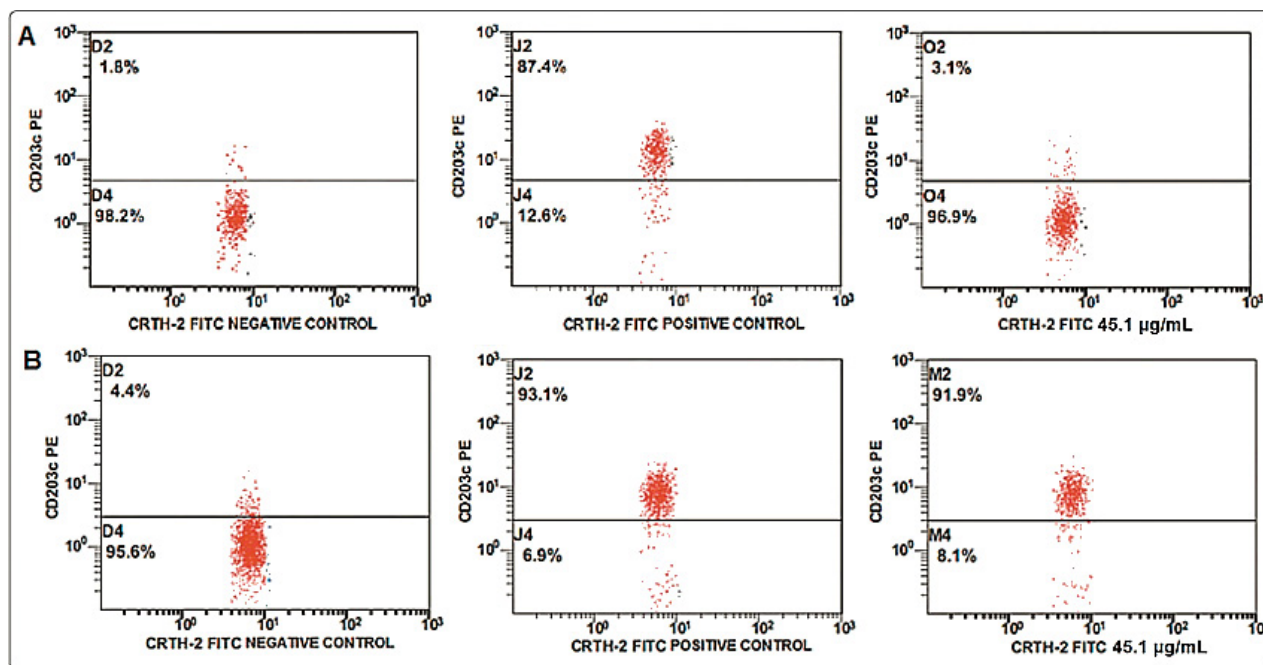 A
CD203c PE
10³
10²
10¹
10⁰
D2
1.8%
D4
98.2%
10⁰ 10¹ 10² 10³
CRTH-2 FITC NEGATIVE CONTROL
CD203c PE
10³
10²
10¹
10⁰
J2
87.4%
J4
12.6%
10⁰ 10¹ 10² 10³
CRTH-2 FITC POSITIVE CONTROL
CD203c PE
10³
10²
10¹
10⁰
O2
3.1%
O4
96.9%
10⁰ 10¹ 10² 10³
CRTH-2 FITC 45.1 µg/mL
B
CD203c PE
10³
10²
10¹
10⁰
D2
4.4%
D4
95.6%
10⁰ 10¹ 10² 10³
CRTH-2 FITC NEGATIVE CONTROL
CD203c PE
10³
10²
10¹
10⁰
J2
93.1%
J4
6.9%
10⁰ 10¹ 10² 10³
CRTH-2 FITC POSITIVE CONTROL
CD203c PE
10³
10²
10¹
10⁰
M2
91.9%
M4
8.1%
10⁰ 10¹ 10² 10³
CRTH-2 FITC 45.1 µg/mL